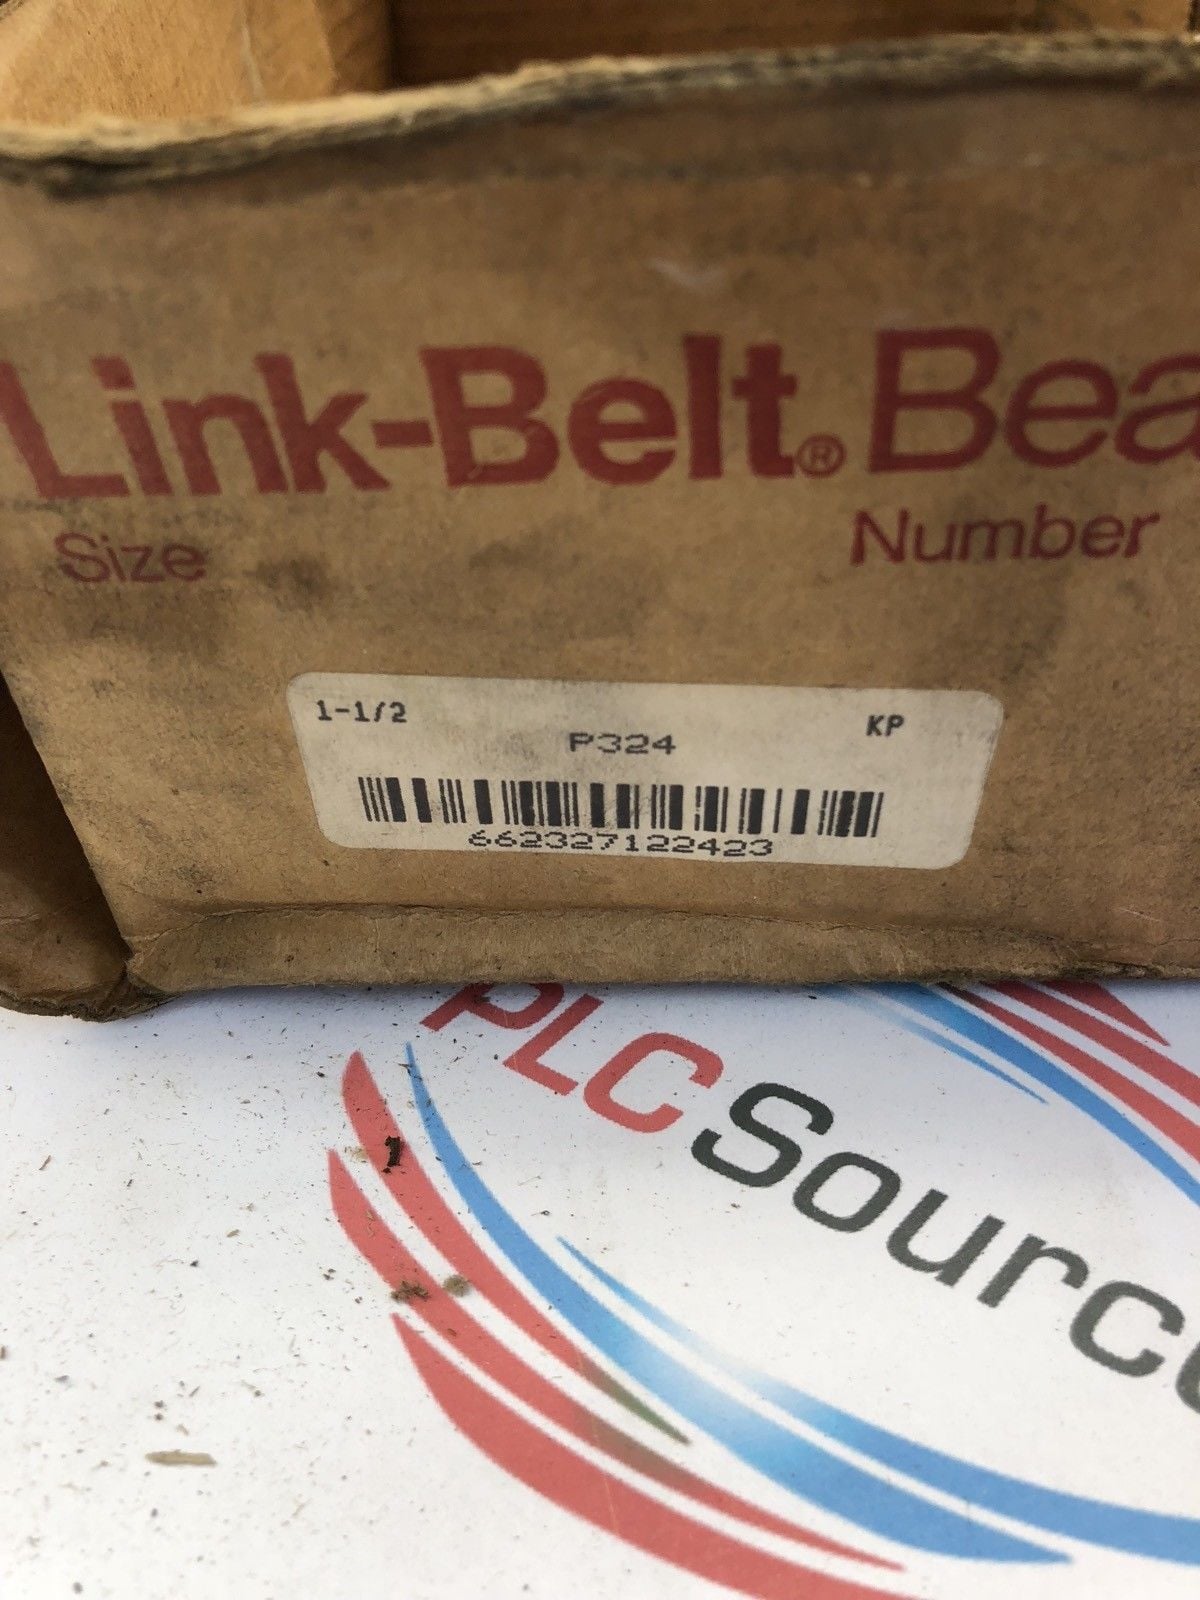 Link-Belt® Bea
Size Number
1-1/2 KP
P324
662327122423
PLC Source